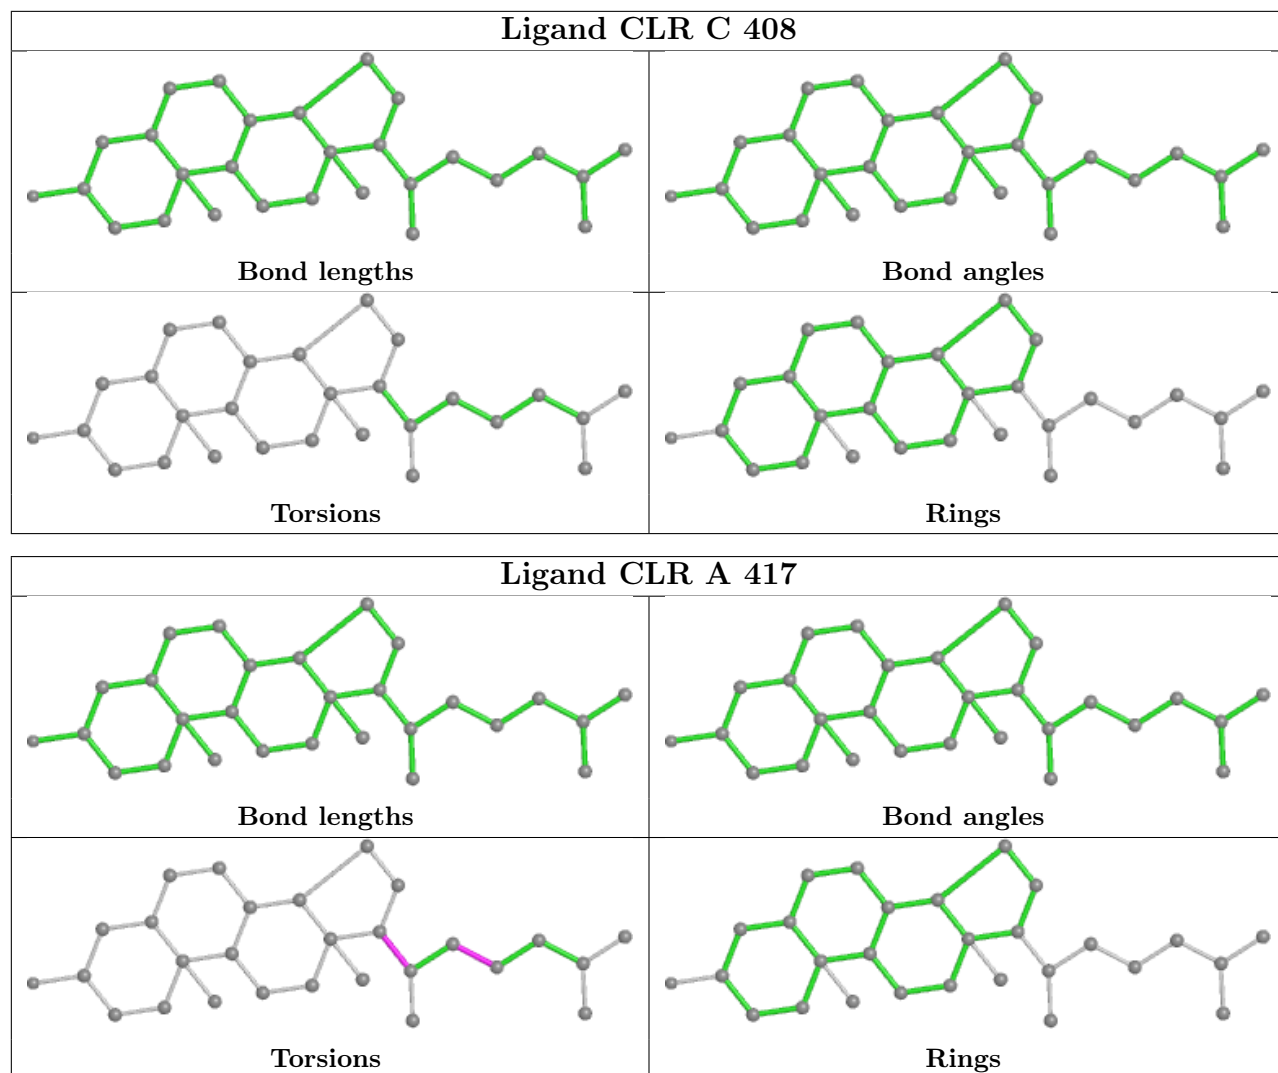 Ligand CLR C 408
Bond lengths
Bond angles
Torsions
Rings
Ligand CLR A 417
Bond lengths
Bond angles
Torsions
Rings